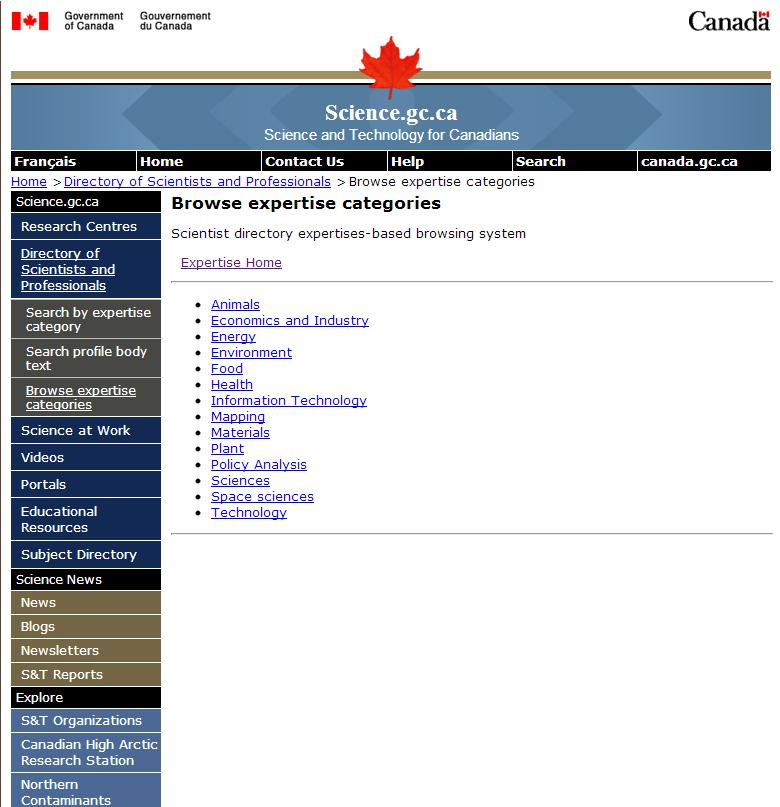 Government of Canada
Gouvernement du Canada
Canada
Science.gc.ca
Science and Technology for Canadians
Français Home Contact Us Help Search canada.gc.ca
Home > Directory of Scientists and Professionals > Browse expertise categories
Science.gc.ca
Research Centres
Directory of
Scientists and
Professionals
Search by expertise
category
Search profile body
text
Browse expertise
categories
Science at Work
Videos
Portals
Educational
Resources
Subject Directory
Science News
News
Blogs
Newsletters
S&T Reports
Explore
S&T Organizations
Canadian High Arctic
Research Station
Northern
Contaminants
Browse expertise categories
Scientist directory expertises-based browsing system
Expertise Home
Animals
Economics and Industry
Energy
Environment
Food
Health
Information Technology
Mapping
Materials
Plant
Policy Analysis
Sciences
Space sciences
Technology